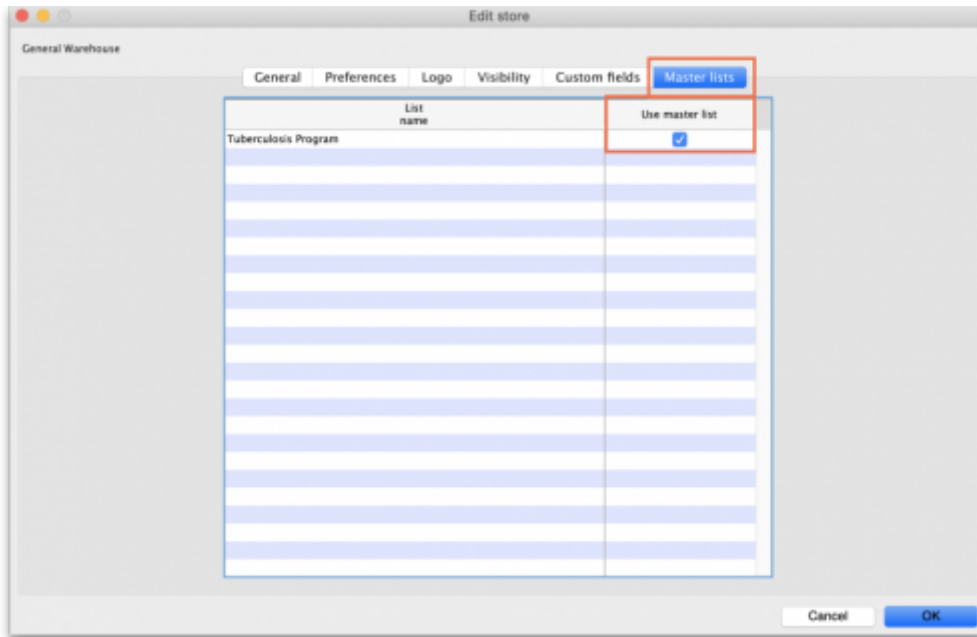 Edit store
General Warehouse
General Preferences Logo Visibility Custom fields Master lists
List
name
Use master list
Tuberculosis Program
Cancel OK